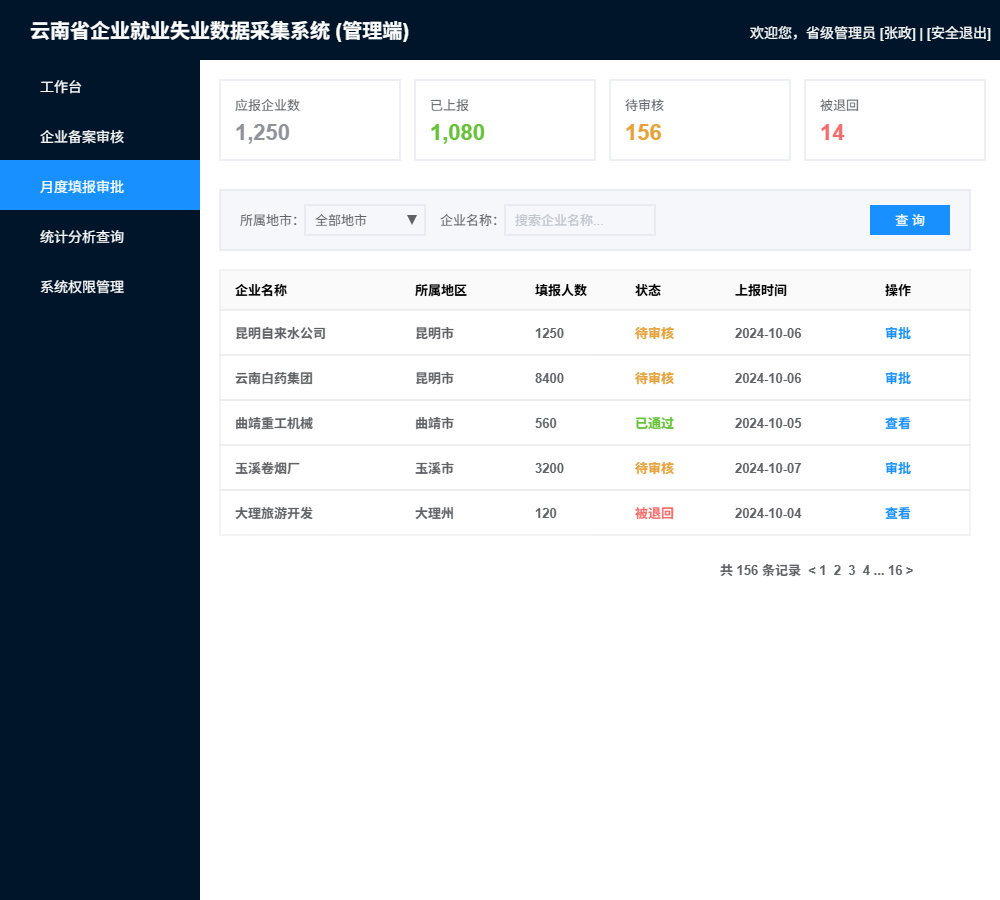 云南省企业就业失业数据采集系统 (管理端)
欢迎您，省级管理员 [张政] | [安全退出]
工作台
企业备案审核
月度填报审批
统计分析查询
系统权限管理
应报企业数
1,250
已上报
1,080
待审核
156
被退回
14
所属地市： 全部地市 ▼ 企业名称： 搜索企业名称... 查 询
企业名称 所属地区 填报人数 状态 上报时间 操作
昆明自来水公司 昆明市 1250 待审核 2024-10-06 审批
云南白药集团 昆明市 8400 待审核 2024-10-06 审批
曲靖重工机械 曲靖市 560 已通过 2024-10-05 查看
玉溪卷烟厂 玉溪市 3200 待审核 2024-10-07 审批
大理旅游开发 大理州 120 被退回 2024-10-04 查看
共 156 条记录 < 1 2 3 4 ... 16 >